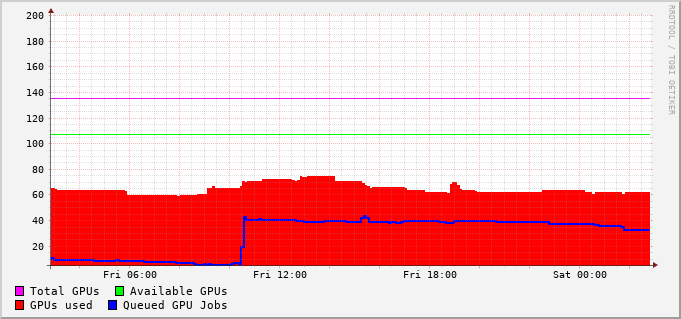 200
180
160
140
120
100
80
60
40
20
Fri 06:00 Fri 12:00 Fri 18:00 Sat 00:00
Total GPUs Available GPUs
GPUs used Queued GPU Jobs
RRDTOOL / TOBI OETIKER